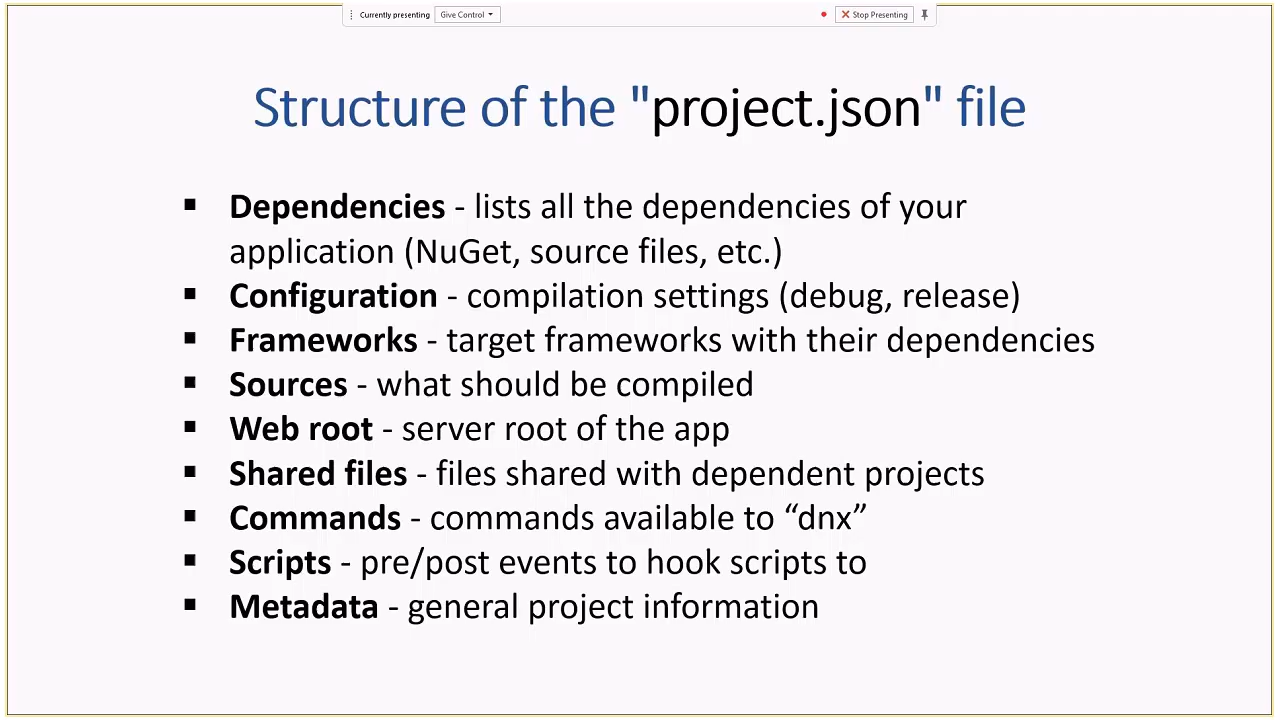 Currently presenting Give Control Stop Presenting
Structure of the "project.json" file
▪ Dependencies - lists all the dependencies of your
application (NuGet, source files, etc.)
▪ Configuration - compilation settings (debug, release)
▪ Frameworks - target frameworks with their dependencies
▪ Sources - what should be compiled
▪ Web root - server root of the app
▪ Shared files - files shared with dependent projects
▪ Commands - commands available to “dnx”
▪ Scripts - pre/post events to hook scripts to
▪ Metadata - general project information